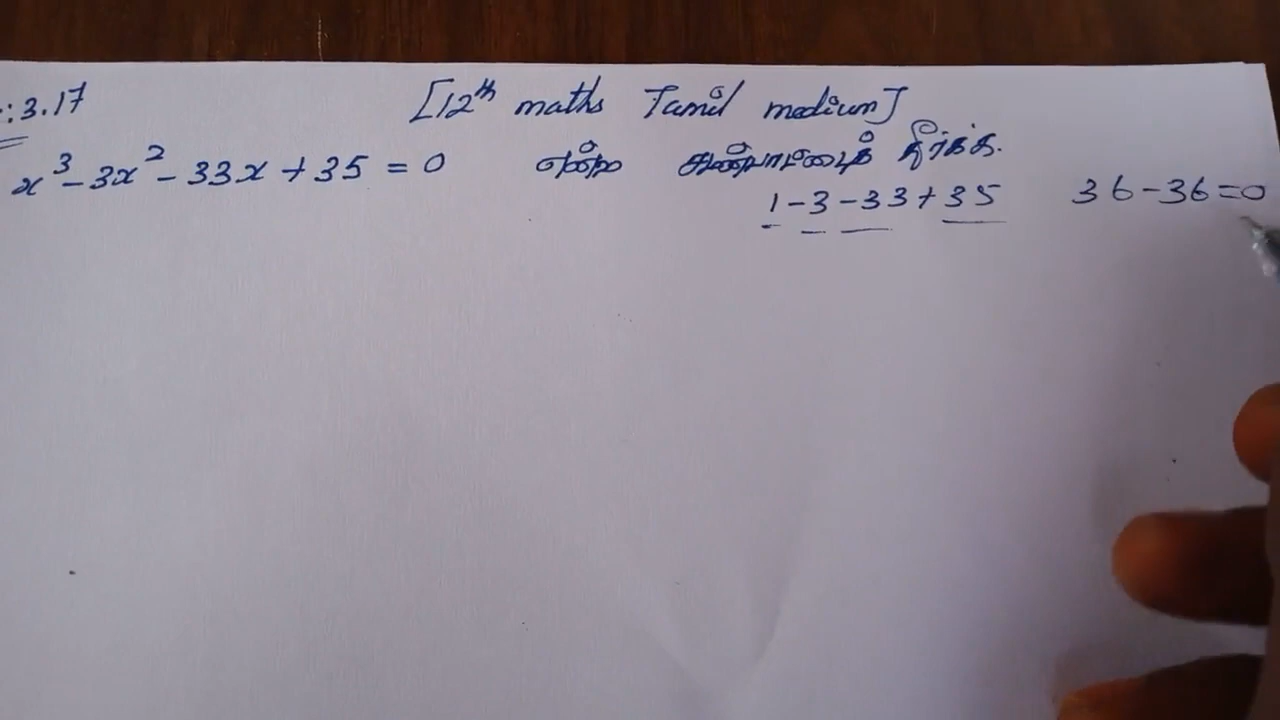 : 3.17 [12th maths Tamil medium]
x³ - 3x² - 33x + 35 = 0 என்ற சமன்பாட்டைத் தீர்க்க.
1 - 3 - 33 + 35 36 - 36 = 0